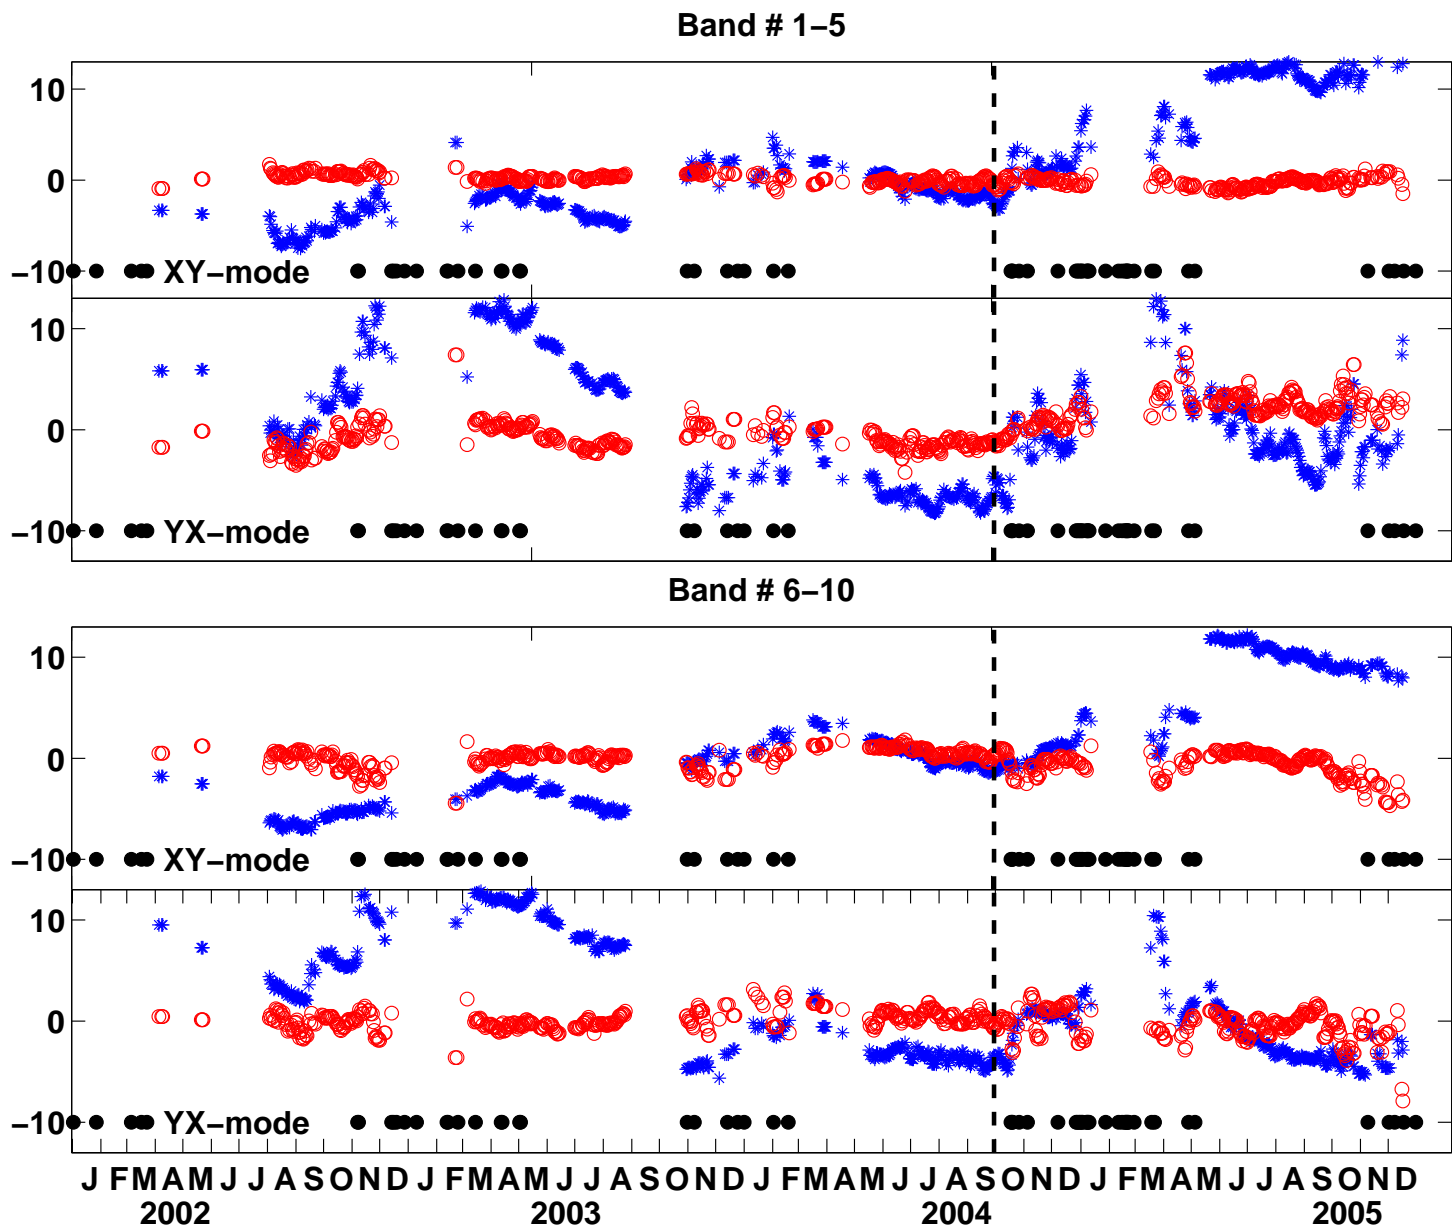 Band # 1–5
10
0
−10
XY−mode
10
0
−10
YX−mode
Band # 6–10
10
0
−10
XY−mode
10
0
−10
YX−mode
J F M A M J J A S O N D J F M A M J J A S O N D J F M A M J J A S O N D J F M A M J J A S O N D
2002 2003 2004 2005